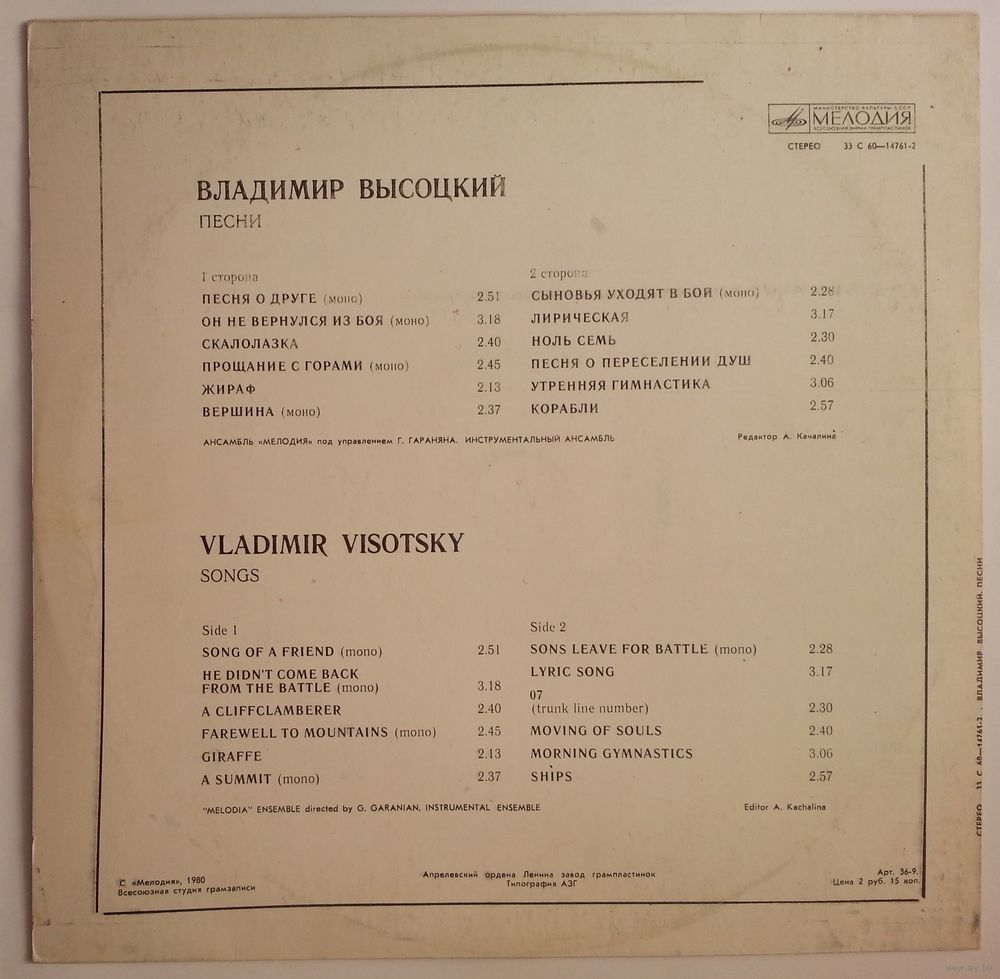 МИНИСТЕРСТВО КУЛЬТУРЫ СССР
МЕЛОДИЯ
ВСЕСОЮЗНАЯ ФИРМА ГРАМПЛАСТИНОК
СТЕРЕО 33 С 60—14761-2
ВЛАДИМИР ВЫСОЦКИЙ
ПЕСНИ
1 сторона
ПЕСНЯ О ДРУГЕ (моно) 2.51
ОН НЕ ВЕРНУЛСЯ ИЗ БОЯ (моно) 3.18
СКАЛОЛАЗКА 2.40
ПРОЩАНИЕ С ГОРАМИ (моно) 2.45
ЖИРАФ 2.13
ВЕРШИНА (моно) 2.37
2 сторона
СЫНОВЬЯ УХОДЯТ В БОЙ (моно) 2.28
ЛИРИЧЕСКАЯ 3.17
НОЛЬ СЕМЬ 2.30
ПЕСНЯ О ПЕРЕСЕЛЕНИИ ДУШ 2.40
УТРЕННЯЯ ГИМНАСТИКА 3.06
КОРАБЛИ 2.57
АНСАМБЛЬ «МЕЛОДИЯ» под управлением Г. ГАРАНЯНА. ИНСТРУМЕНТАЛЬНЫЙ АНСАМБЛЬ
Редактор А. Качалина
VLADIMIR VISOTSKY
SONGS
Side 1
SONG OF A FRIEND (mono) 2.51
HE DIDN'T COME BACK
FROM THE BATTLE (mono) 3.18
A CLIFFCLAMBERER 2.40
FAREWELL TO MOUNTAINS (mono) 2.45
GIRAFFE 2.13
A SUMMIT (mono) 2.37
Side 2
SONS LEAVE FOR BATTLE (mono) 2.28
LYRIC SONG 3.17
07
(trunk line number) 2.30
MOVING OF SOULS 2.40
MORNING GYMNASTICS 3.06
SHIPS 2.57
"MELODIA" ENSEMBLE directed by G. GARANIAN. INSTRUMENTAL ENSEMBLE
Editor A. Kachalina
С «Мелодия», 1980
Всесоюзная студия грамзаписи
Апрелевский ордена Ленина завод грампластинок
Типография АЗГ
Арт. 36-9.
Цена 2 руб. 15 коп.
СТЕРЕО 33 С 60—14761-2. ВЛАДИМИР ВЫСОЦКИЙ. ПЕСНИ
www.ay.by